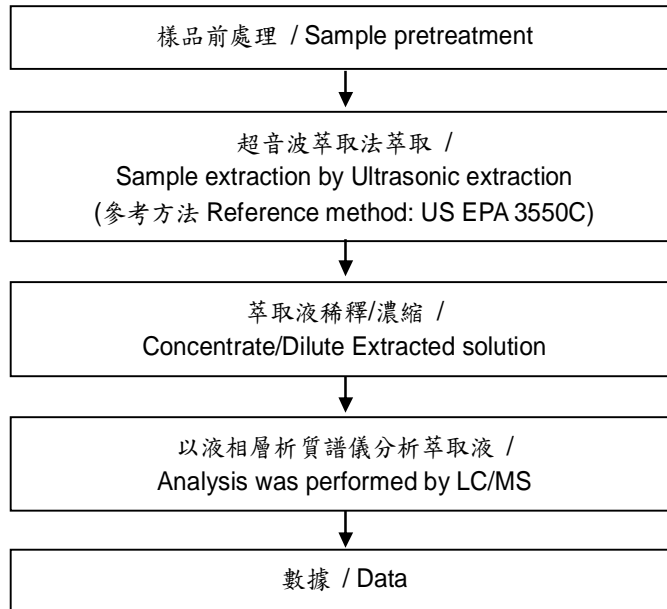 樣品前處理 / Sample pretreatment
超音波萃取法萃取 /
Sample extraction by Ultrasonic extraction
(參考方法 Reference method: US EPA 3550C)
萃取液稀釋/濃縮 /
Concentrate/Dilute Extracted solution
以液相層析質譜儀分析萃取液 /
Analysis was performed by LC/MS
數據 / Data